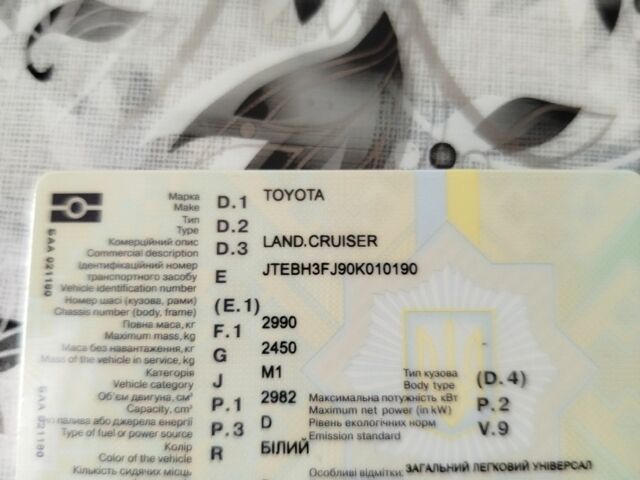 Марка D.1 TOYOTA
Make
Тип D.2
Type
Комерційний опис D.3 LAND.CRUISER
Commercial description
Ідентифікаційний номер E JTEBH3FJ90K010190
транспортного засобу
Vehicle identification number
Номер шасі (кузова, рами) (E.1)
Chassis number (body, frame)
Повна маса, кг F.1 2990
Maximum mass, kg
Маса без навантаження, кг G 2450
Mass of the vehicle in service, kg
Категорія J M1 Тип кузова (D.4) -
Vehicle category Body type
Об'єм двигуна, см³ P.1 2982 Максимальна потужність кВт P.2
Capacity, cm³ Maximum net power (in kW)
Тип палива або джерела енергії P.3 D Рівень екологічних норм V.9
Type of fuel or power source Emission standard
Колір R БІЛИЙ
Color of the vehicle
Кількість сидячих місць Особливі відмітки: ЗАГАЛЬНИЙ ЛЕГКОВИЙ УНІВЕРСАЛ
БАА 921190
БАА 921190